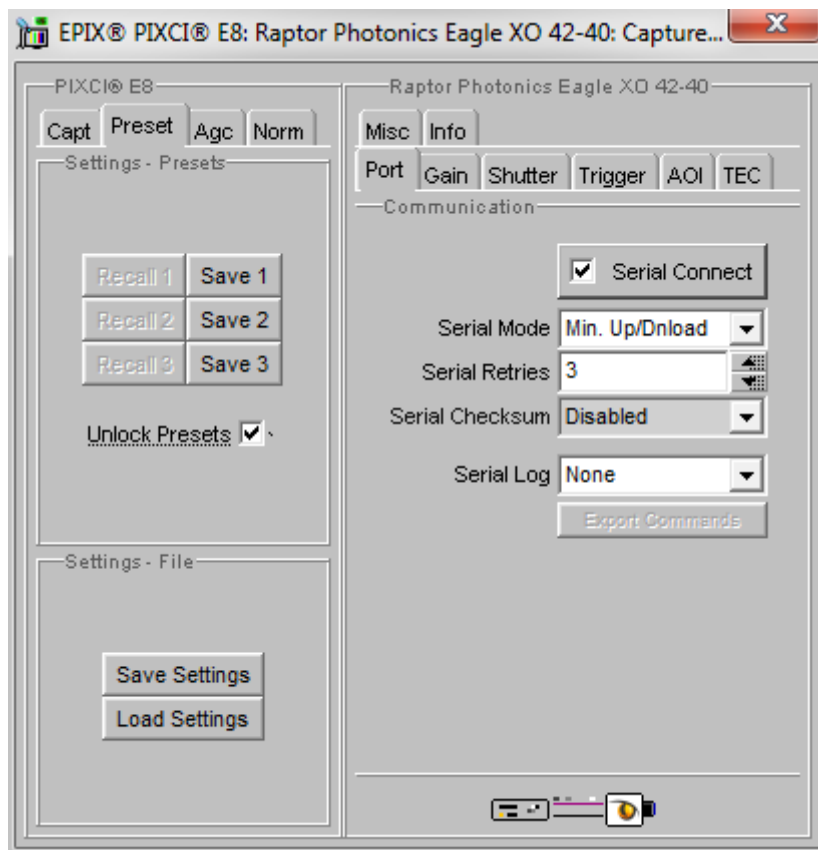 EPIX® PIXCI® E8: Raptor Photonics Eagle XO 42-40: Capture...
PIXCI® E8
Capt Preset Agc Norm
Settings - Presets
Recall 1 Save 1
Recall 2 Save 2
Recall 3 Save 3
Unlock Presets
Settings - File
Save Settings
Load Settings
Raptor Photonics Eagle XO 42-40
Misc Info
Port Gain Shutter Trigger AOI TEC
Communication
Serial Connect
Serial Mode Min. Up/Dnload
Serial Retries 3
Serial Checksum Disabled
Serial Log None
Export Commands